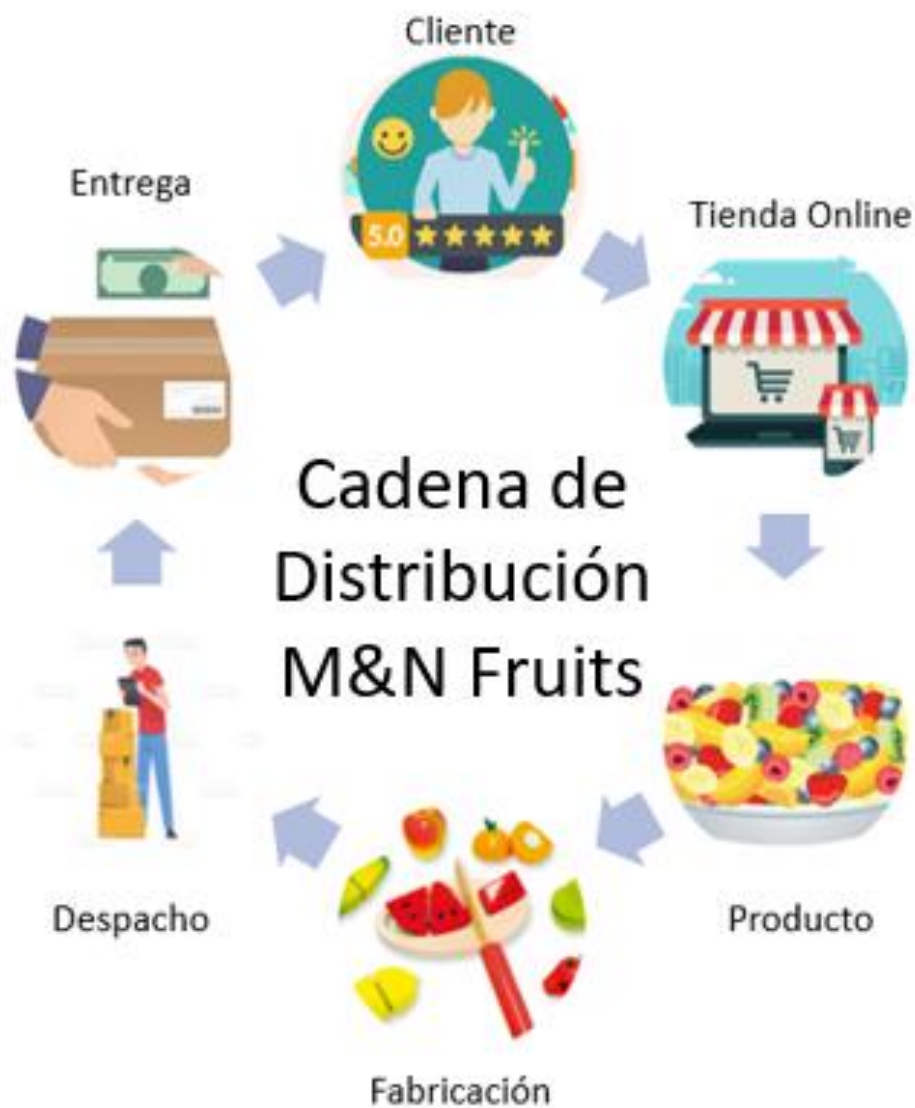 Cliente
Entrega
Tienda Online
5.0
Cadena de
Distribución
M&N Fruits
Despacho
Producto
Fabricación